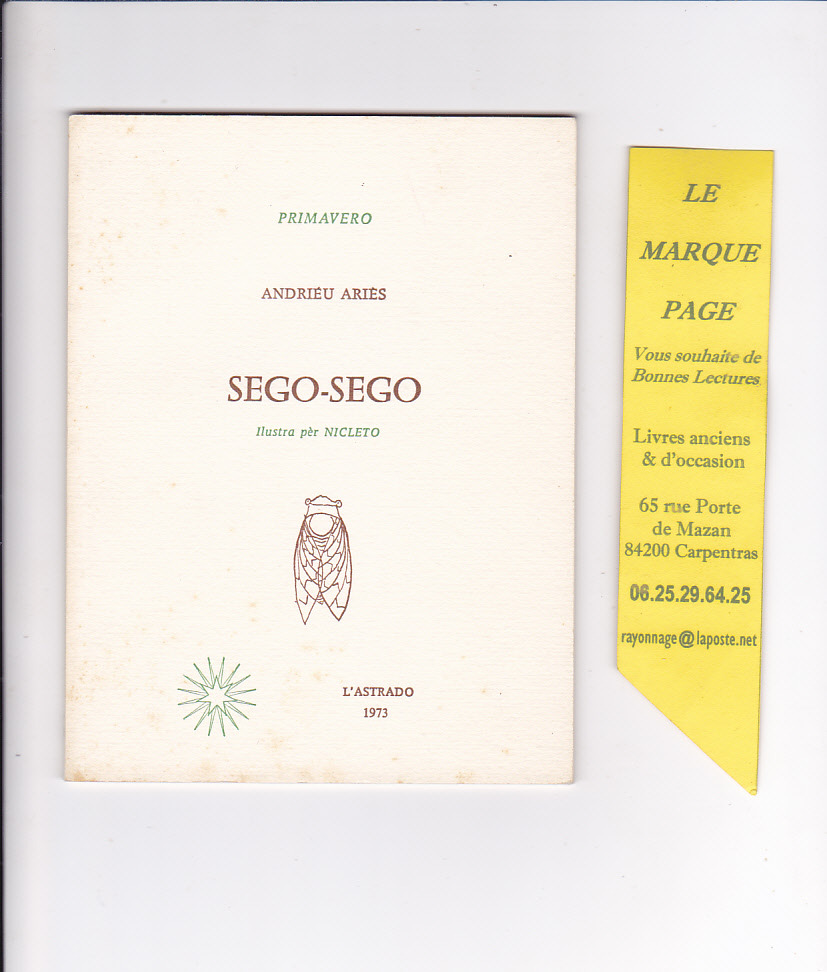 PRIMAVERO
ANDRIÉU ARIÈS
SEGO-SEGO
Ilustra pèr NICLETO
L'ASTRADO
1973
LE
MARQUE
PAGE
Vous souhaite de
Bonnes Lectures
Livres anciens
& d'occasion
65 rue Porte
de Mazan
84200 Carpentras
06.25.29.64.25
rayonnage@laposte.net